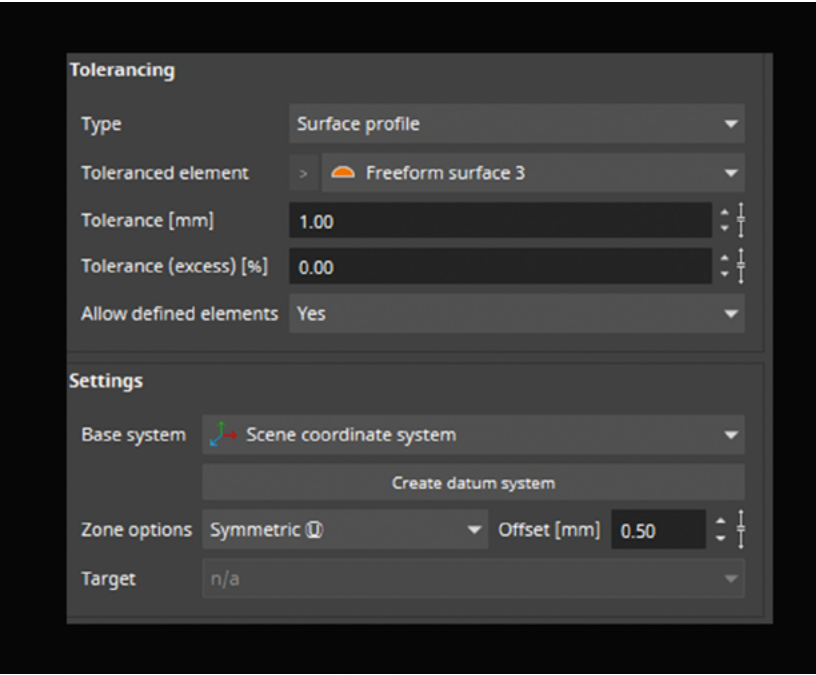 Tolerancing
Type Surface profile
Toleranced element > Freeform surface 3
Tolerance [mm] 1.00
Tolerance (excess) [%] 0.00
Allow defined elements Yes
Settings
Base system Scene coordinate system
Create datum system
Zone options Symmetric Ⓤ Offset [mm] 0.50
Target n/a